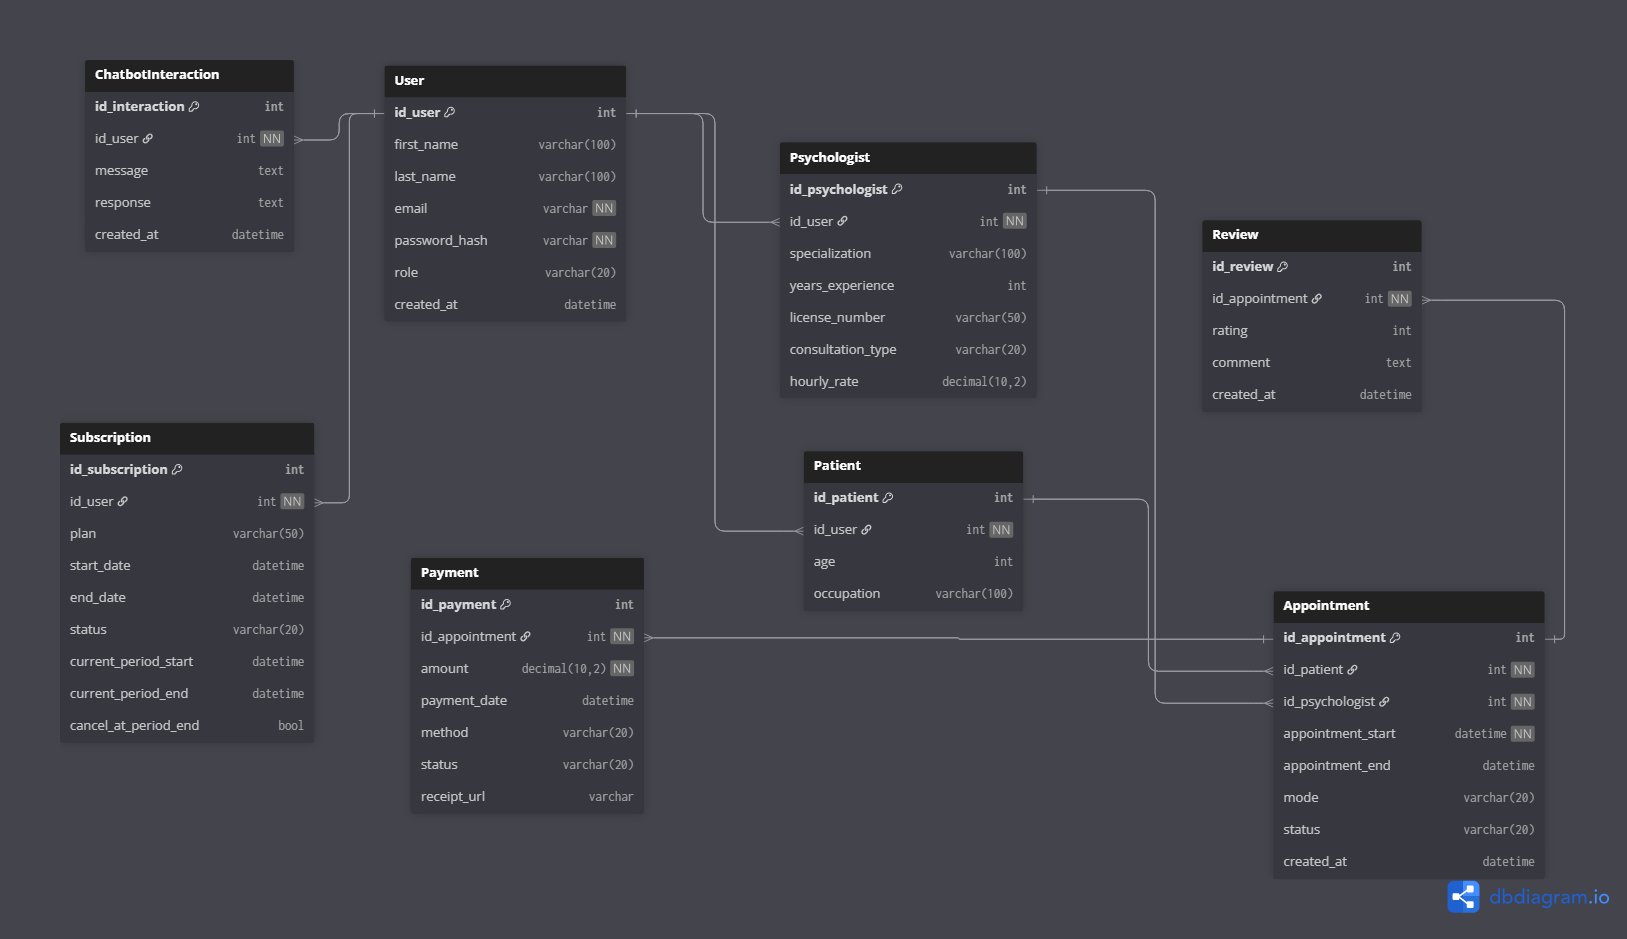 ChatbotInteraction
id_interaction int
id_user int NN
message text
response text
created_at datetime
User
id_user int
first_name varchar(100)
last_name varchar(100)
email varchar NN
password_hash varchar NN
role varchar(20)
created_at datetime
Psychologist
id_psychologist int
id_user int NN
specialization varchar(100)
years_experience int
license_number varchar(50)
consultation_type varchar(20)
hourly_rate decimal(10,2)
Review
id_review int
id_appointment int NN
rating int
comment text
created_at datetime
Subscription
id_subscription int
id_user int NN
plan varchar(50)
start_date datetime
end_date datetime
status varchar(20)
current_period_start datetime
current_period_end datetime
cancel_at_period_end bool
Patient
id_patient int
id_user int NN
age int
occupation varchar(100)
Payment
id_payment int
id_appointment int NN
amount decimal(10,2) NN
payment_date datetime
method varchar(20)
status varchar(20)
receipt_url varchar
Appointment
id_appointment int
id_patient int NN
id_psychologist int NN
appointment_start datetime NN
appointment_end datetime
mode varchar(20)
status varchar(20)
created_at datetime
dbdiagram.io